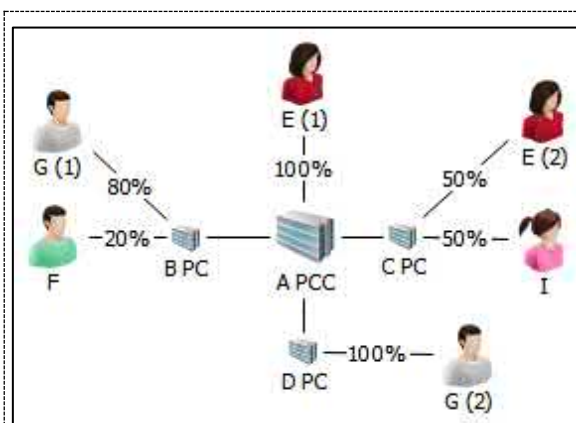 E (1)
G (1)
E (2)
100%
80%
50%
20%
50%
F
B PC
A PCC
C PC
I
100%
D PC
G (2)